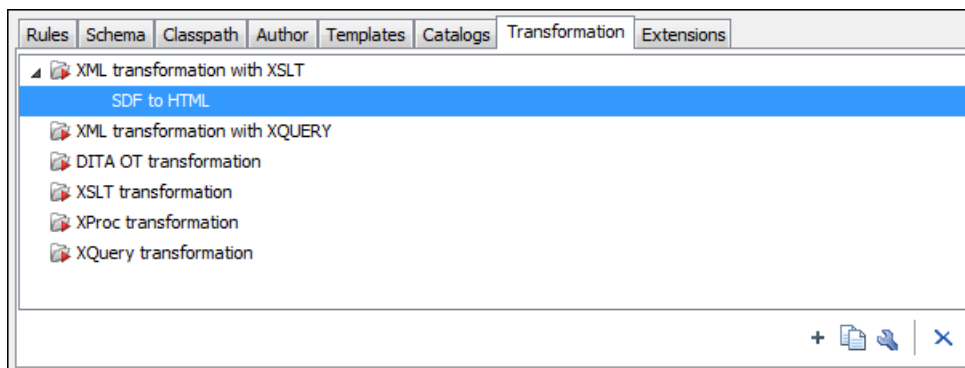 Rules Schema Classpath Author Templates Catalogs Transformation Extensions
XML transformation with XSLT
SDF to HTML
XML transformation with XQUERY
DITA OT transformation
XSLT transformation
XProc transformation
XQuery transformation